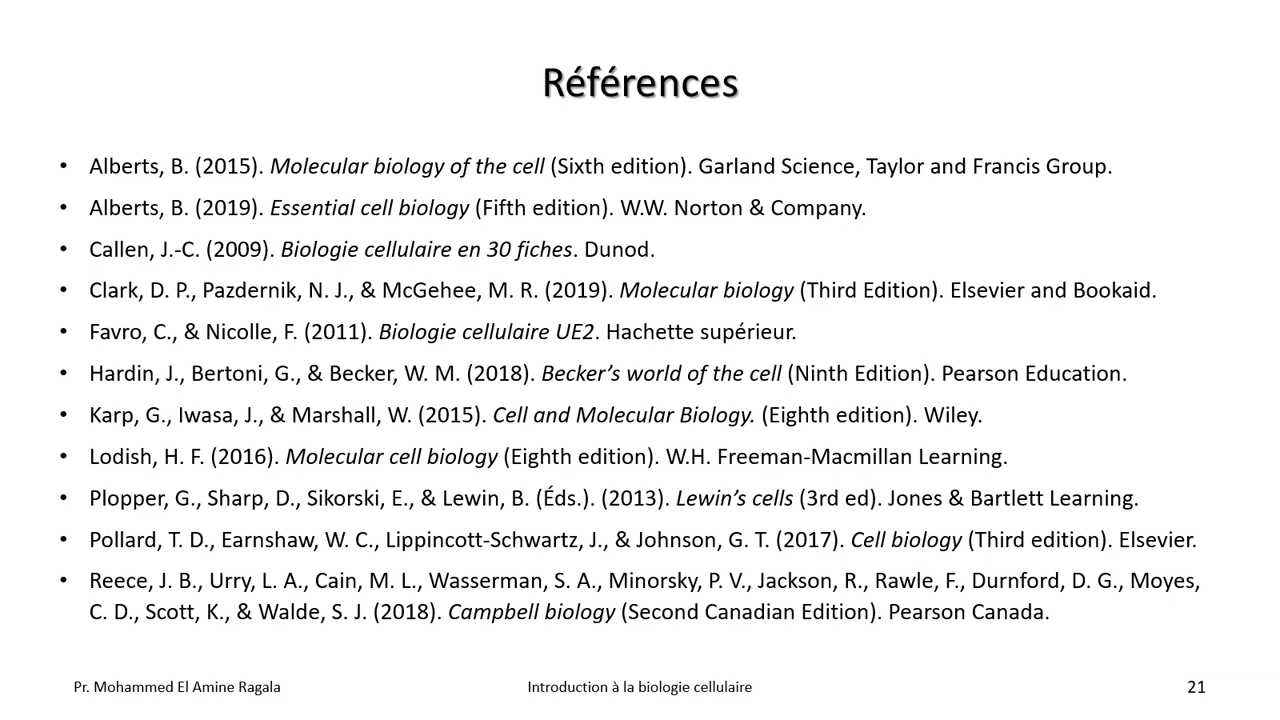 Références
• Alberts, B. (2015). Molecular biology of the cell (Sixth edition). Garland Science, Taylor and Francis Group.
• Alberts, B. (2019). Essential cell biology (Fifth edition). W.W. Norton & Company.
• Callen, J.-C. (2009). Biologie cellulaire en 30 fiches. Dunod.
• Clark, D. P., Pazdernik, N. J., & McGehee, M. R. (2019). Molecular biology (Third Edition). Elsevier and Bookaid.
• Favro, C., & Nicolle, F. (2011). Biologie cellulaire UE2. Hachette supérieur.
• Hardin, J., Bertoni, G., & Becker, W. M. (2018). Becker’s world of the cell (Ninth Edition). Pearson Education.
• Karp, G., Iwasa, J., & Marshall, W. (2015). Cell and Molecular Biology. (Eighth edition). Wiley.
• Lodish, H. F. (2016). Molecular cell biology (Eighth edition). W.H. Freeman-Macmillan Learning.
• Plopper, G., Sharp, D., Sikorski, E., & Lewin, B. (Éds.). (2013). Lewin’s cells (3rd ed). Jones & Bartlett Learning.
• Pollard, T. D., Earnshaw, W. C., Lippincott-Schwartz, J., & Johnson, G. T. (2017). Cell biology (Third edition). Elsevier.
• Reece, J. B., Urry, L. A., Cain, M. L., Wasserman, S. A., Minorsky, P. V., Jackson, R., Rawle, F., Durnford, D. G., Moyes,
C. D., Scott, K., & Walde, S. J. (2018). Campbell biology (Second Canadian Edition). Pearson Canada.
Pr. Mohammed El Amine Ragala
Introduction à la biologie cellulaire
21